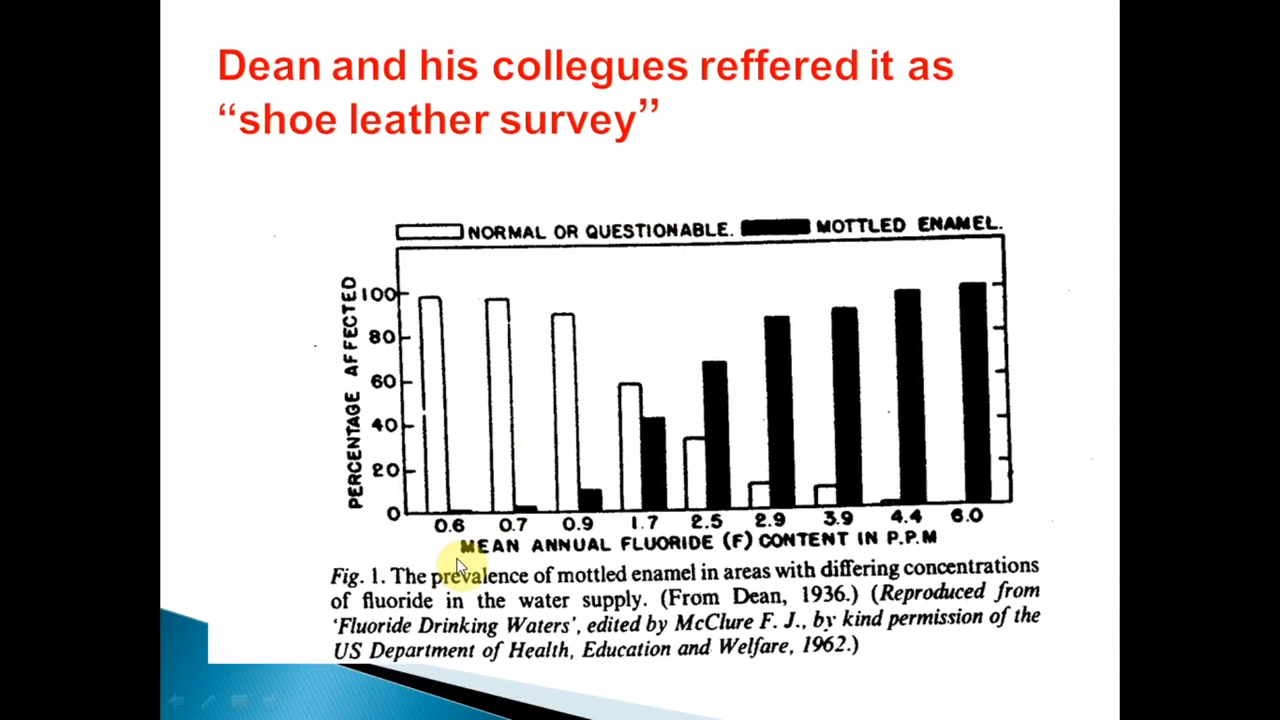 Dean and his collegues reffered it as
“shoe leather survey”
NORMAL OR QUESTIONABLE. MOTTLED ENAMEL.
PERCENTAGE AFFECTED
100
80
60
40
20
0
0.6 0.7 0.9 1.7 2.5 2.9 3.9 4.4 6.0
MEAN ANNUAL FLUORIDE (F) CONTENT IN P.P.M
Fig. 1. The prevalence of mottled enamel in areas with differing concentrations
of fluoride in the water supply. (From Dean, 1936.) (Reproduced from
'Fluoride Drinking Waters', edited by McClure F. J., by kind permission of the
US Department of Health, Education and Welfare, 1962.)